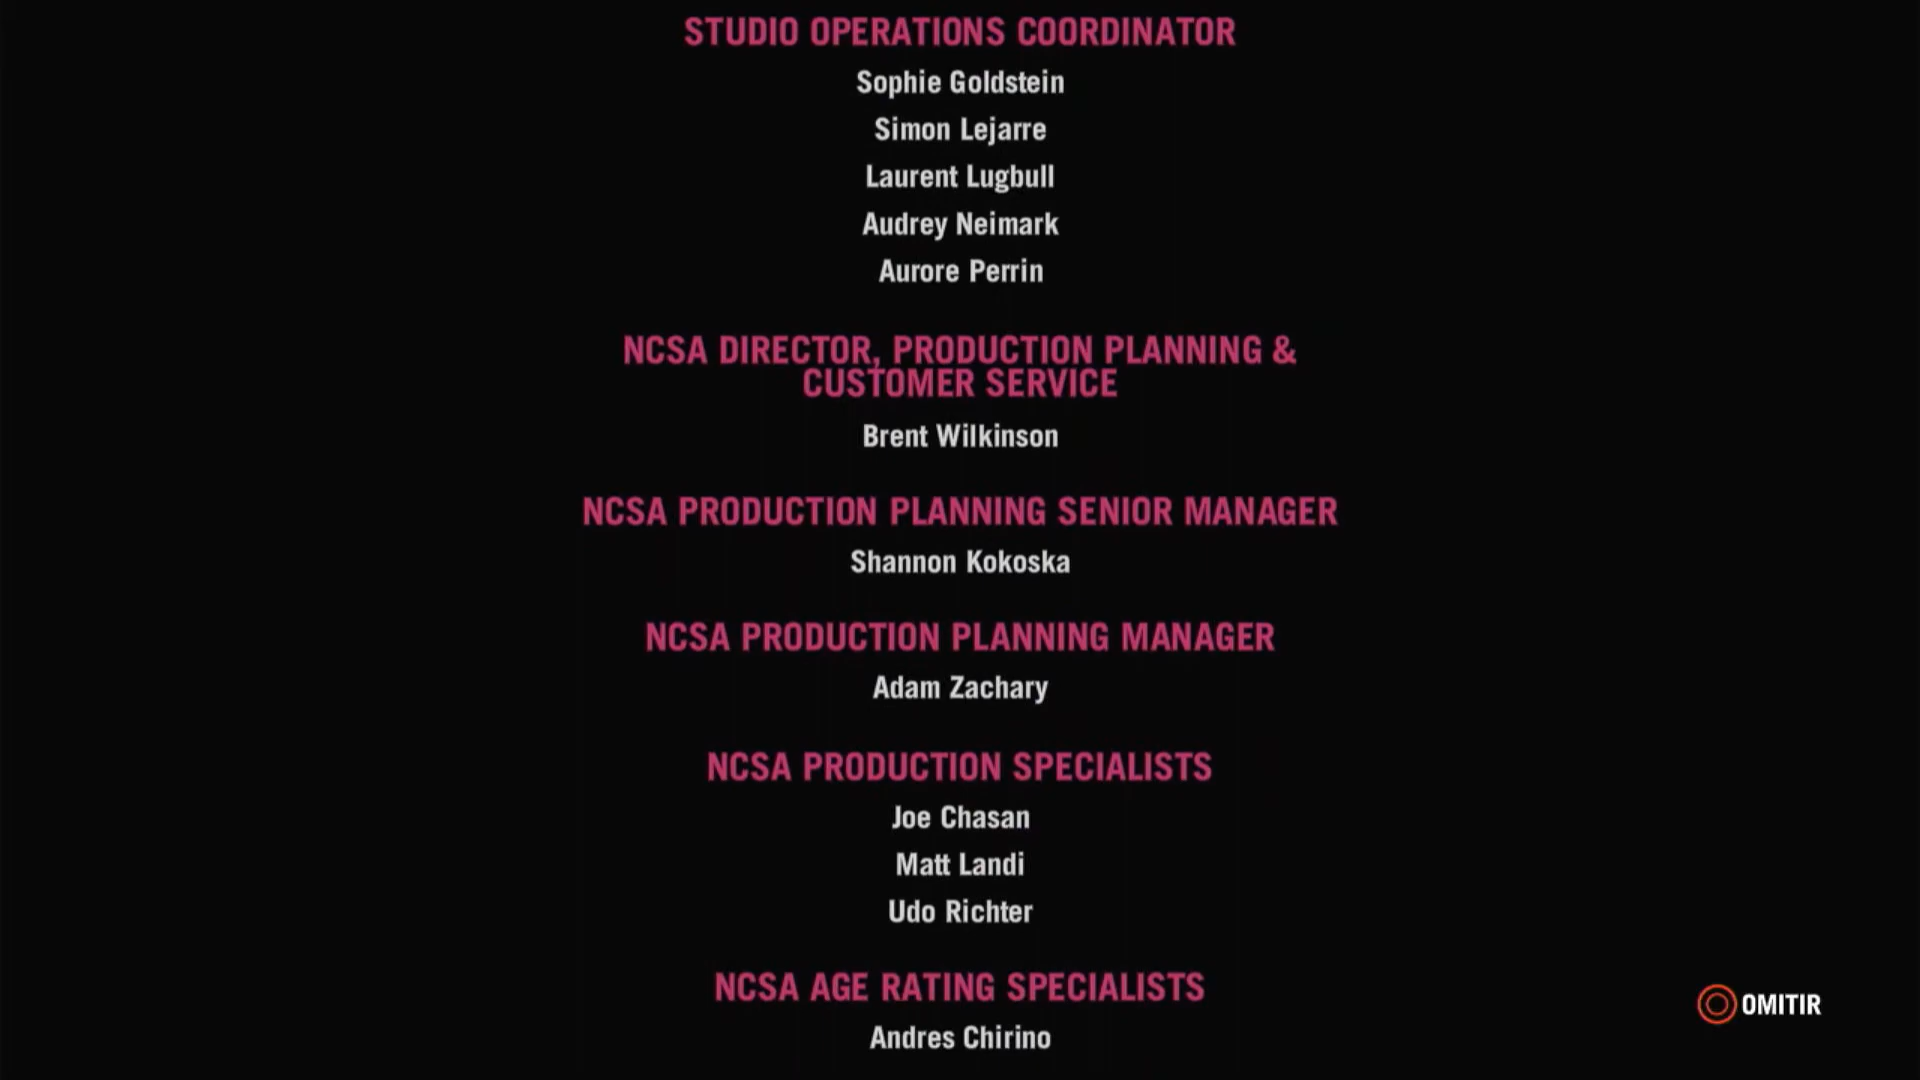 STUDIO OPERATIONS COORDINATOR
Sophie Goldstein
Simon Lejarre
Laurent Lugbull
Audrey Neimark
Aurore Perrin
NCSA DIRECTOR, PRODUCTION PLANNING &
CUSTOMER SERVICE
Brent Wilkinson
NCSA PRODUCTION PLANNING SENIOR MANAGER
Shannon Kokoska
NCSA PRODUCTION PLANNING MANAGER
Adam Zachary
NCSA PRODUCTION SPECIALISTS
Joe Chasan
Matt Landi
Udo Richter
NCSA AGE RATING SPECIALISTS
Andres Chirino
OMITIR